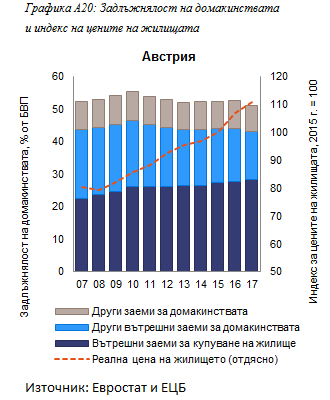 Графика А20: Задлъжнялост на домакинствата
и индекс на цените на жилищата
Австрия
Задлъжнялост на домакинствата, % от БВП
60
50
40
30
20
10
0
120
110
100
90
80
70
60
50
Индекс за цените на жилищата, 2015 г. = 100
07 08 09 10 11 12 13 14 15 16 17
Други заеми за домакинствата
Други вътрешни заеми за домакинствата
Вътрешни заеми за купуване на жилище
Реална цена на жилището (отдясно)
Източник: Евростат и ЕЦБ